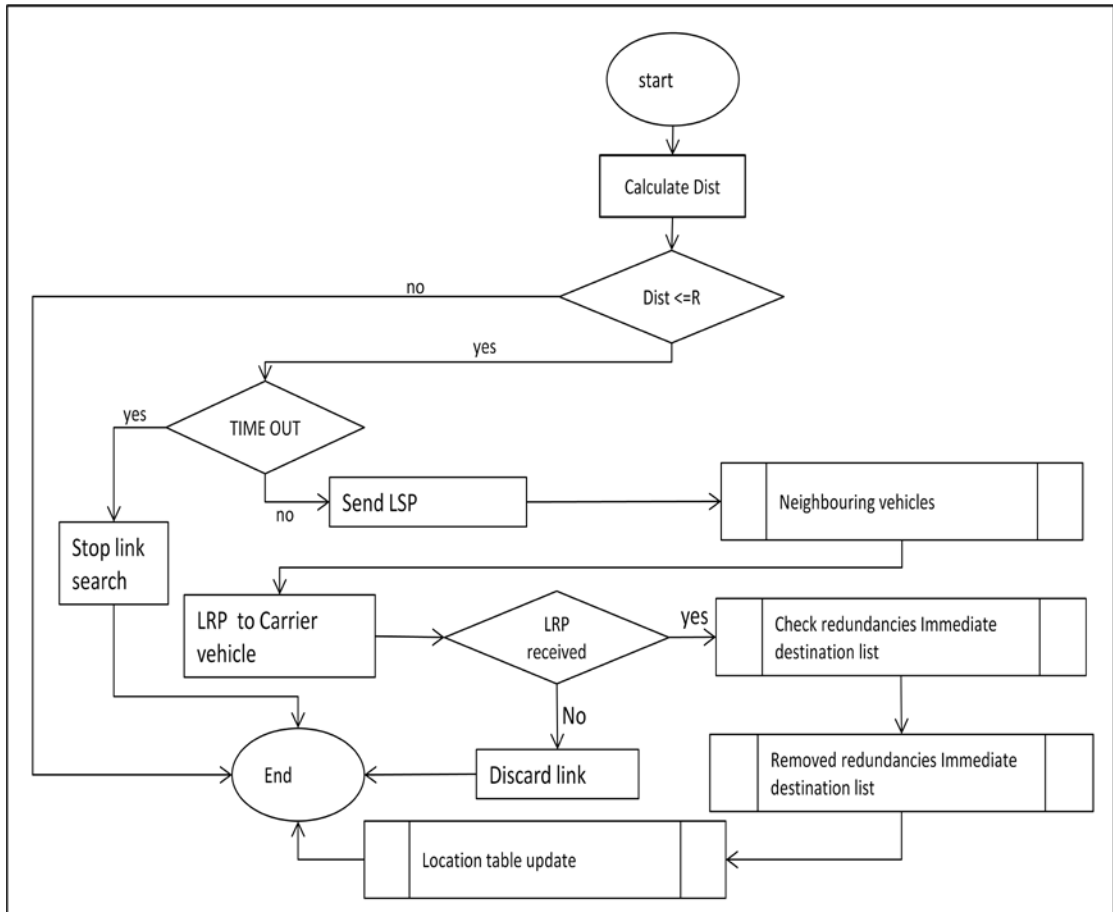 start
Calculate Dist
Dist <=R
no
yes
TIME OUT
yes
no
Send LSP
Neighbouring vehicles
Stop link
search
LRP to Carrier
vehicle
LRP
received
yes
Check redundancies Immediate
destination list
No
Discard link
End
Removed redundancies Immediate
destination list
Location table update